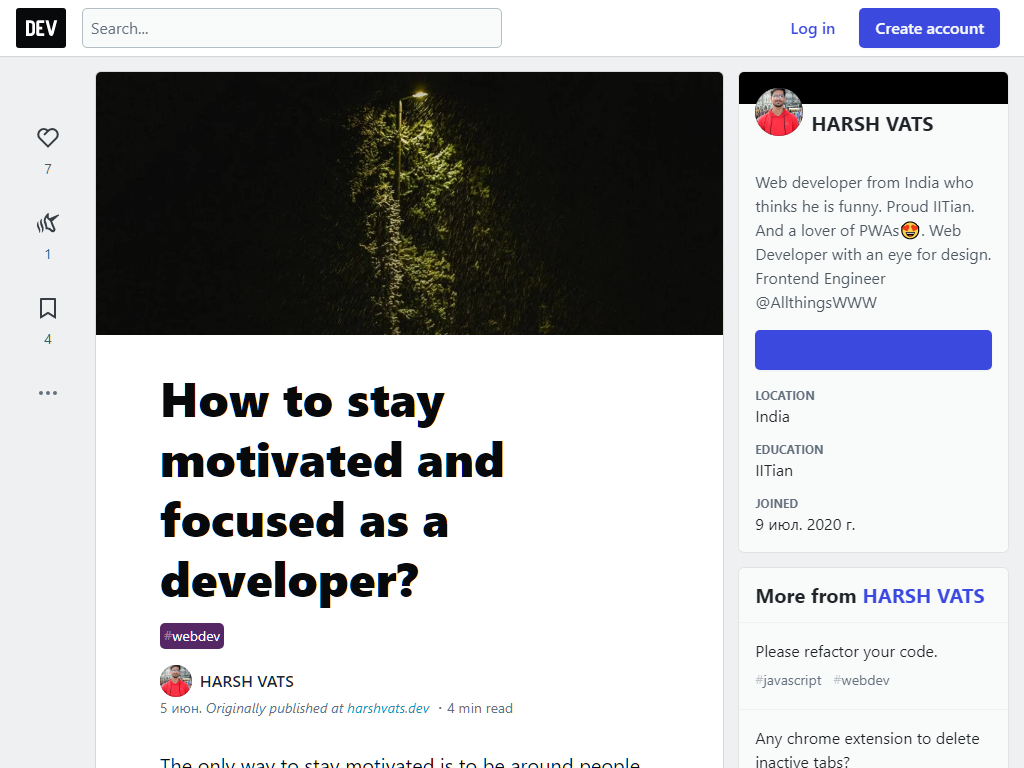 DEV
Search...
Log in
Create account
7
1
4
How to stay
motivated and
focused as a
developer?
#webdev
HARSH VATS
5 июн. Originally published at harshvats.dev ・4 min read
The only way to stay motivated is to be around people
HARSH VATS
Web developer from India who
thinks he is funny. Proud IITian.
And a lover of PWAs😍. Web
Developer with an eye for design.
Frontend Engineer
@AllthingsWWW
LOCATION
India
EDUCATION
IITian
JOINED
9 июл. 2020 г.
More from HARSH VATS
Please refactor your code.
#javascript #webdev
Any chrome extension to delete
inactive tabs?